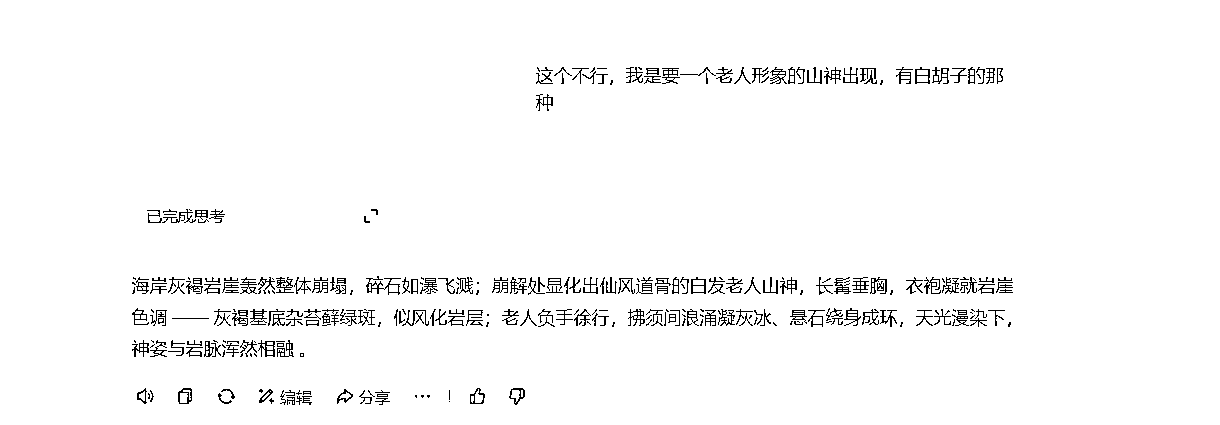 这个不行，我是要一个老人形象的山神出现，有白胡子的那
种
已完成思考
海岸灰褐岩崖轰然整体崩塌，碎石如瀑飞溅；崩解处显化出仙风道骨的白发老人山神，长髯垂胸，衣袍凝就岩崖
色调 —— 灰褐基底杂苔藓绿斑，似风化岩层；老人负手徐行，拂须间浪涌凝灰冰、悬石绕身成环，天光漫染下，
神姿与岩脉浑然相融 。
编辑 分享